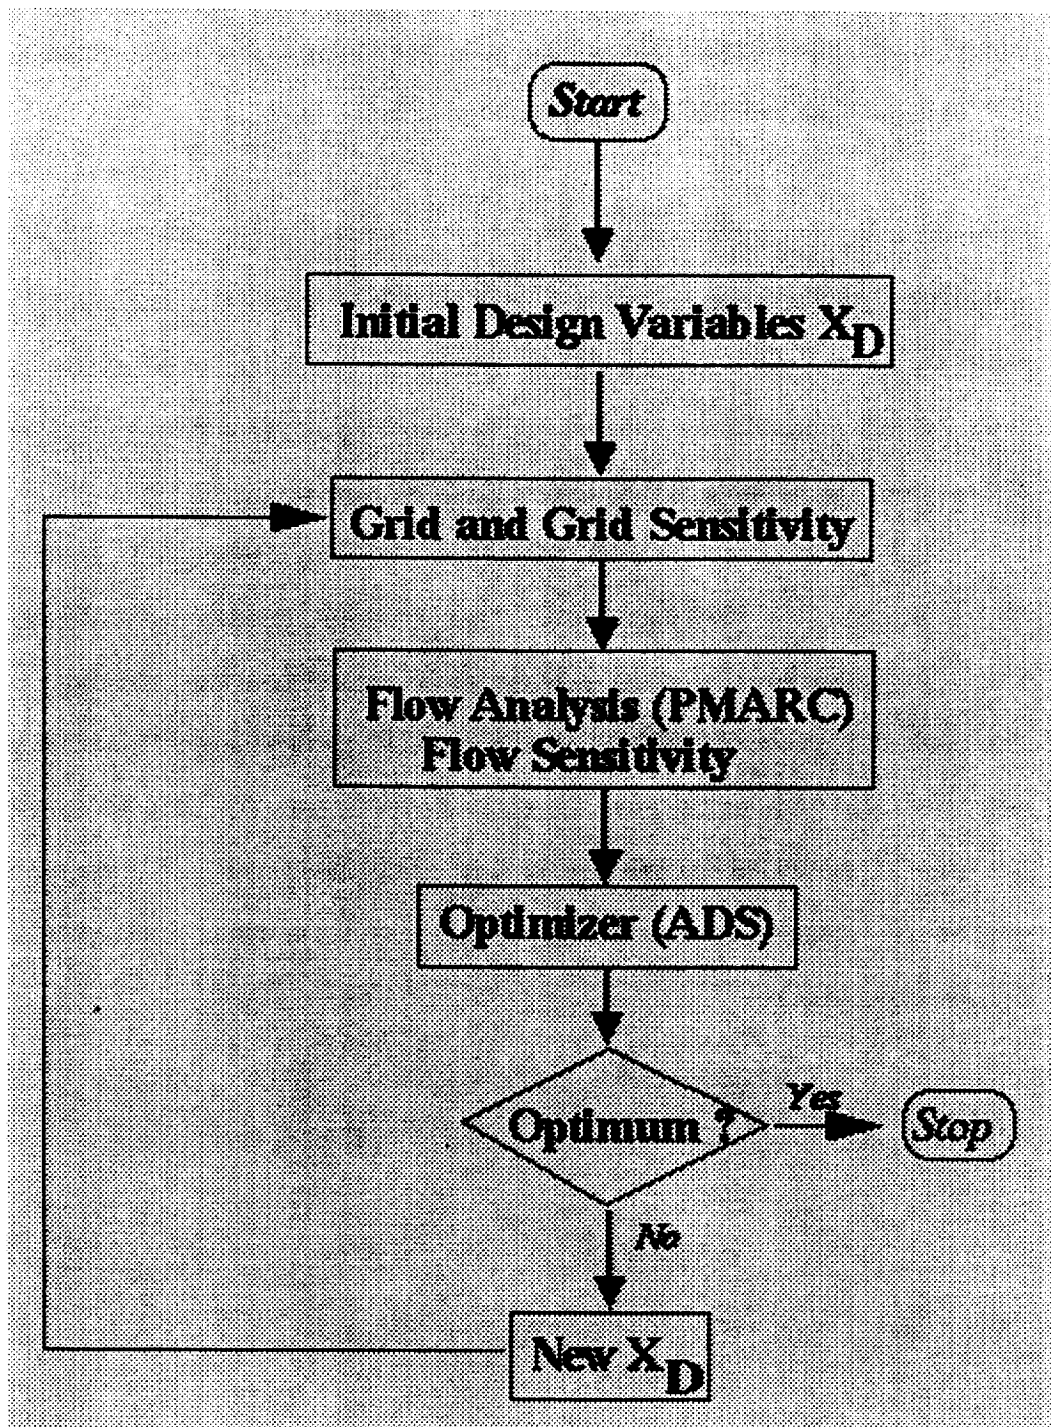 Start
Initial Design Variables X_D
Grid and Grid Sensitivity
Flow Analysis (PMARC)
Flow Sensitivity
Optimizer (ADS)
Optimum ?
Yes
Stop
No
New X_D